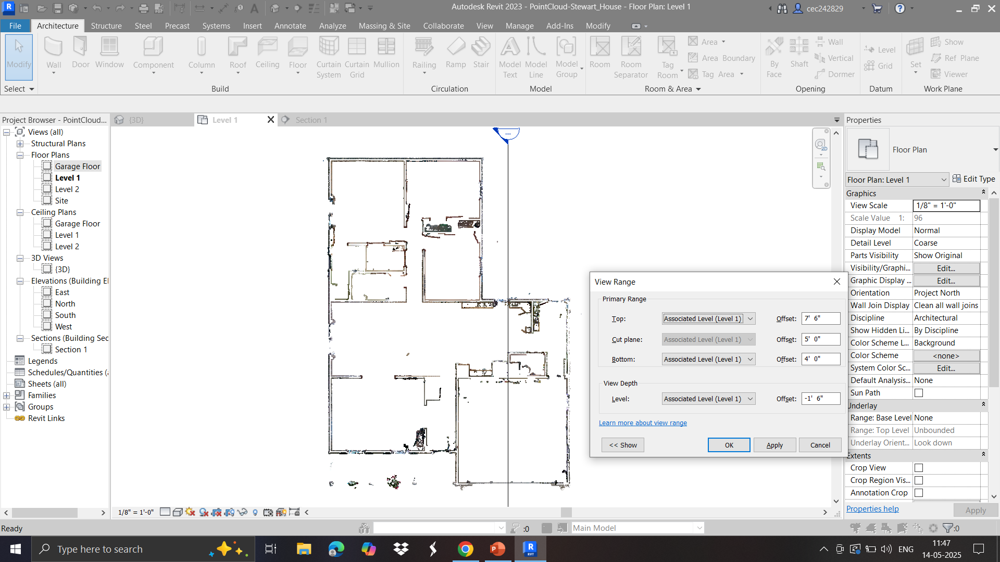 Autodesk Revit 2023 - PointCloud-Stewart_House - Floor Plan: Level 1
cec242829
File
Architecture
Structure
Steel
Precast
Systems
Insert
Annotate
Analyze
Massing & Site
Collaborate
View
Manage
Add-Ins
Modify
Modify
Wall
Door
Window
Component
Column
Roof
Ceiling
Floor
Curtain System
Curtain Grid
Mullion
Railing
Ramp
Stair
Model Text
Model Line
Model Group
Room
Room Separator
Tag Room
Area
Area Boundary
Tag Area
By Face
Shaft
Wall
Vertical
Dormer
Level
Grid
Set
Show
Ref Plane
Viewer
Select
Build
Circulation
Model
Room & Area
Opening
Datum
Work Plane
Project Browser - PointCloud...
Views (all)
Structural Plans
Floor Plans
Garage Floor
Level 1
Level 2
Site
Ceiling Plans
Garage Floor
Level 1
Level 2
3D Views
{3D}
Elevations (Building El
East
North
South
West
Sections (Building Sec
Section 1
Legends
Schedules/Quantities (
Sheets (all)
Families
Groups
Revit Links
{3D}
Level 1
Section 1
2D
View Range
Primary Range
Top:
Associated Level (Level 1)
Offset:
7' 6"
Cut plane:
Associated Level (Level 1)
Offset:
5' 0"
Bottom:
Associated Level (Level 1)
Offset:
4' 0"
View Depth
Level:
Associated Level (Level 1)
Offset:
-1' 6"
Learn more about view range
<< Show
OK
Apply
Cancel
Properties
Floor Plan
Floor Plan: Level 1
Edit Type
Graphics
View Scale 1/8" = 1'-0"
Scale Value 1: 96
Display Model Normal
Detail Level Coarse
Parts Visibility Show Original
Visibility/Graphi... Edit...
Graphic Display ... Edit...
Orientation Project North
Wall Join Display Clean all wall joins
Discipline Architectural
Show Hidden Li... By Discipline
Color Scheme L... Background
Color Scheme <none>
System Color Sc... Edit...
Default Analysis... None
Sun Path
Underlay
Range: Base Level None
Range: Top Level Unbounded
Underlay Orient... Look down
Extents
Crop View
Crop Region Vis...
Annotation Crop
Properties help
Apply
1/8" = 1'-0"
Ready
:0
Main Model
:0
Type here to search
ENG
11:47
14-05-2025